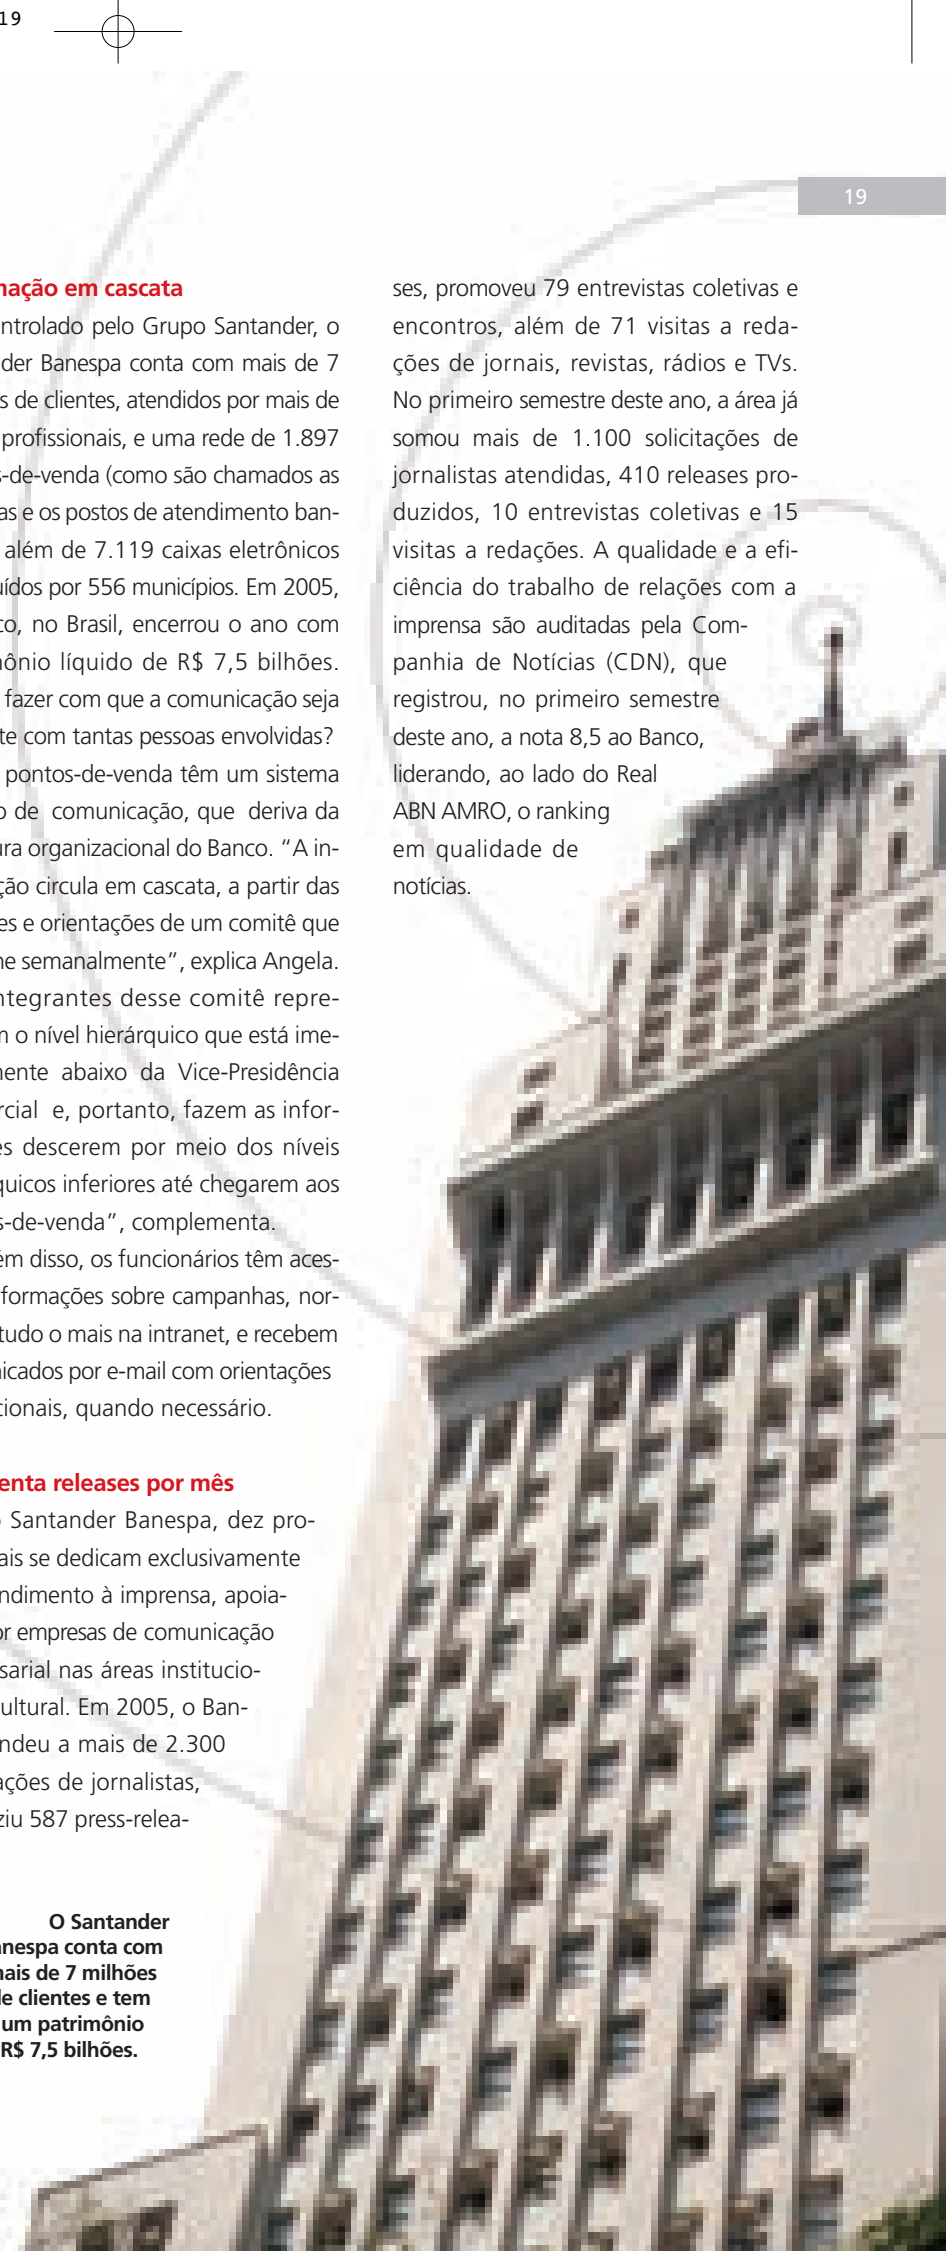 19
19
mação em cascata
ntrolado pelo Grupo Santander, o
der Banespa conta com mais de 7
s de clientes, atendidos por mais de
profissionais, e uma rede de 1.897
s-de-venda (como são chamados as
as e os postos de atendimento ban-
além de 7.119 caixas eletrônicos
uídos por 556 municípios. Em 2005,
co, no Brasil, encerrou o ano com
nônio líquido de R$ 7,5 bilhões.
fazer com que a comunicação seja
te com tantas pessoas envolvidas?
pontos-de-venda têm um sistema
o de comunicação, que deriva da
ura organizacional do Banco. “A in-
ção circula em cascata, a partir das
es e orientações de um comitê que
ne semanalmente”, explica Angela.
ntegrantes desse comitê repre-
m o nível hierárquico que está ime-
nente abaixo da Vice-Presidência
rcial e, portanto, fazem as infor-
es descerem por meio dos níveis
quicos inferiores até chegarem aos
s-de-venda”, complementa.
ém disso, os funcionários têm aces-
formações sobre campanhas, nor-
tudo o mais na intranet, e recebem
nicados por e-mail com orientações
cionais, quando necessário.
enta releases por mês
o Santander Banespa, dez pro-
ais se dedicam exclusivamente
ndimento à imprensa, apoia-
or empresas de comunicação
sarial nas áreas institucio-
ultural. Em 2005, o Ban-
ndeu a mais de 2.300
ações de jornalistas,
ziu 587 press-relea-
O Santander
anespa conta com
mais de 7 milhões
de clientes e tem
um patrimônio
R$ 7,5 bilhões.
ses, promoveu 79 entrevistas coletivas e
encontros, além de 71 visitas a reda-
ções de jornais, revistas, rádios e TVs.
No primeiro semestre deste ano, a área já
somou mais de 1.100 solicitações de
jornalistas atendidas, 410 releases pro-
duzidos, 10 entrevistas coletivas e 15
visitas a redações. A qualidade e a efi-
ciência do trabalho de relações com a
imprensa são auditadas pela Com-
panhia de Notícias (CDN), que
registrou, no primeiro semestre
deste ano, a nota 8,5 ao Banco,
liderando, ao lado do Real
ABN AMRO, o ranking
em qualidade de
notícias.